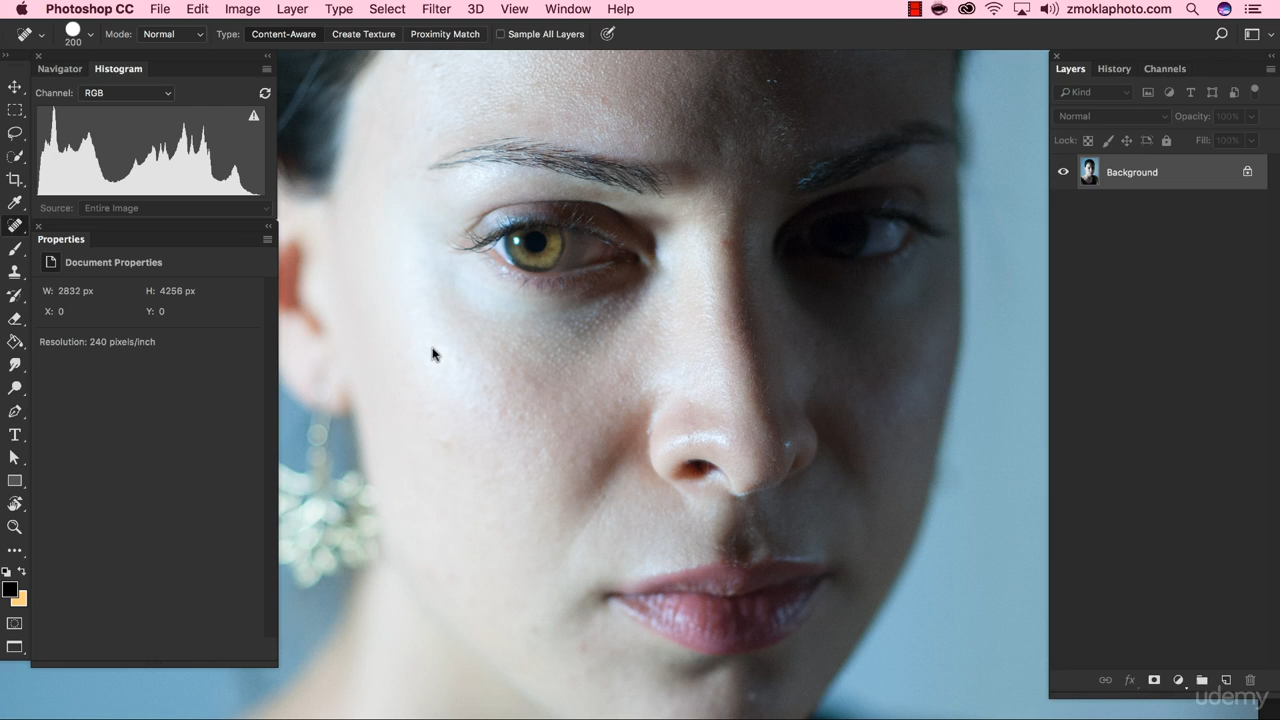 Photoshop CC File Edit Image Layer Type Select Filter 3D View Window Help zmoklaphoto.com
200 Mode: Normal Type: Content-Aware Create Texture Proximity Match Sample All Layers
Navigator Histogram
Channel: RGB
Source: Entire Image
Properties
Document Properties
W: 2832 px H: 4256 px
X: 0 Y: 0
Resolution: 240 pixels/inch
Layers History Channels
Kind
Normal Opacity: 100%
Lock: Fill: 100%
Background
fx
udemy